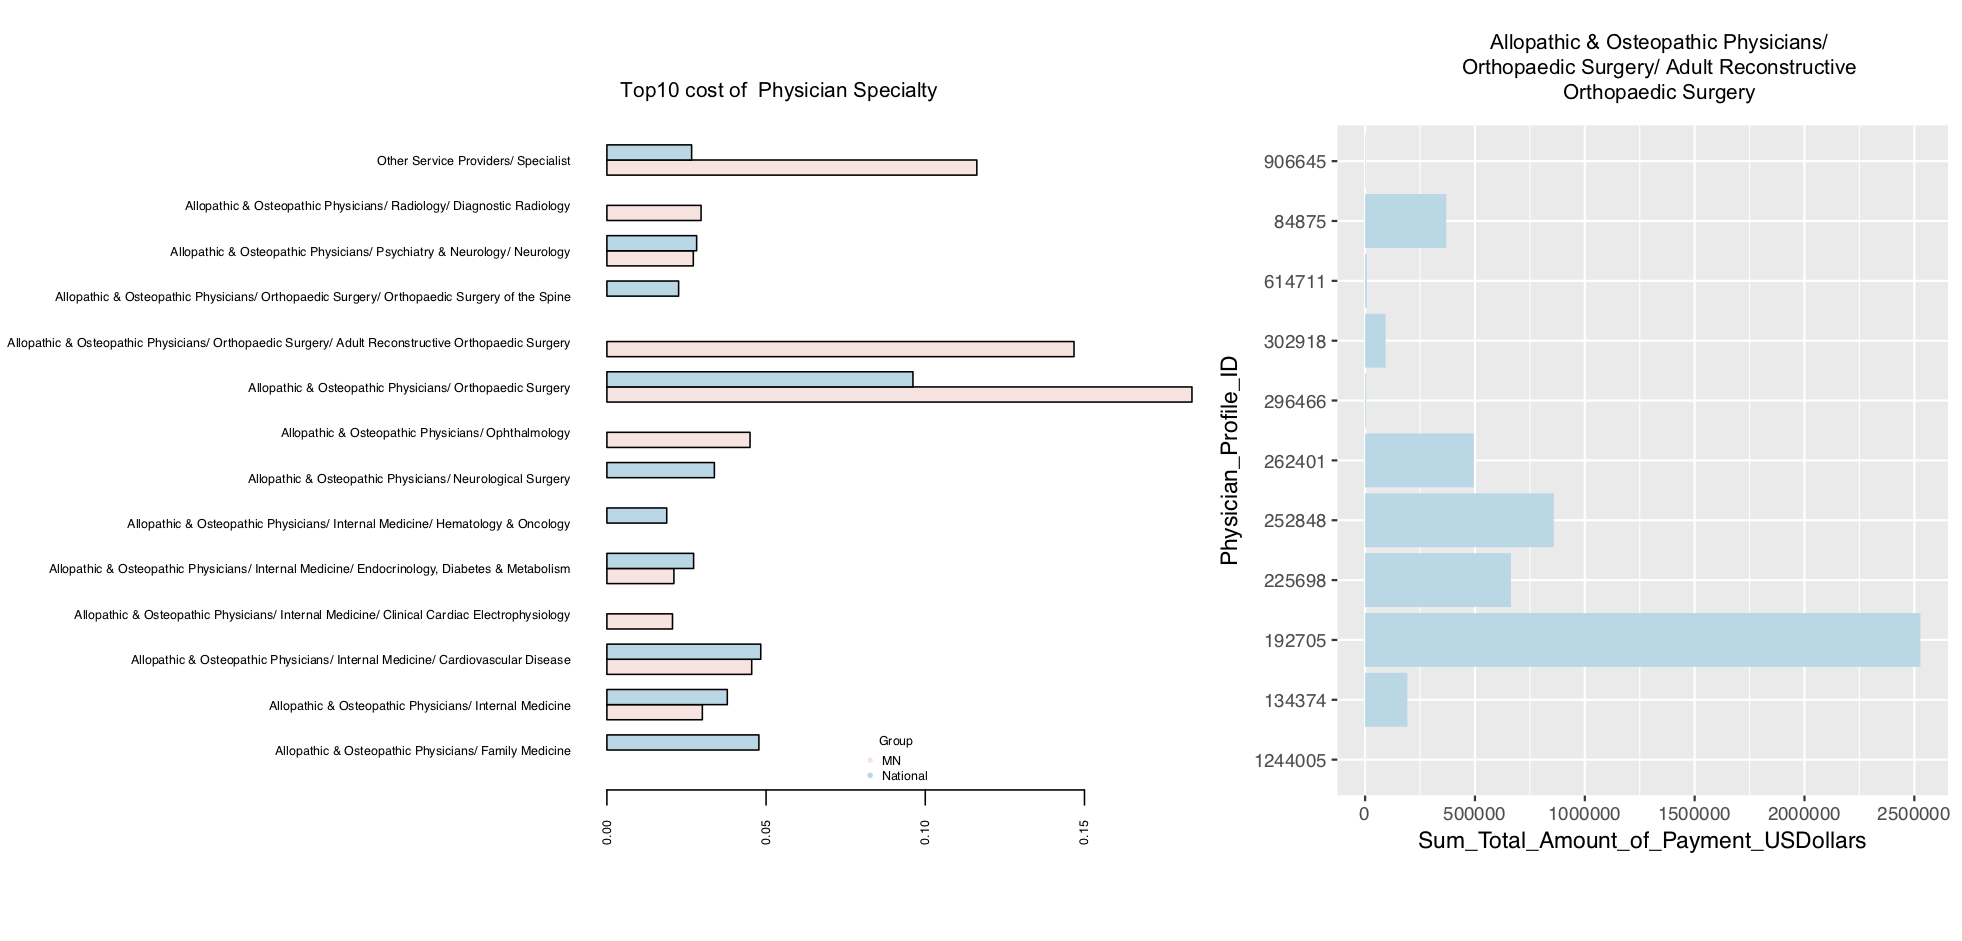 Top10 cost of  Physician Specialty
Other Service Providers/ Specialist
Allopathic & Osteopathic Physicians/ Radiology/ Diagnostic Radiology
Allopathic & Osteopathic Physicians/ Psychiatry & Neurology/ Neurology
Allopathic & Osteopathic Physicians/ Orthopaedic Surgery/ Orthopaedic Surgery of the Spine
Allopathic & Osteopathic Physicians/ Orthopaedic Surgery/ Adult Reconstructive Orthopaedic Surgery
Allopathic & Osteopathic Physicians/ Orthopaedic Surgery
Allopathic & Osteopathic Physicians/ Ophthalmology
Allopathic & Osteopathic Physicians/ Neurological Surgery
Allopathic & Osteopathic Physicians/ Internal Medicine/ Hematology & Oncology
Allopathic & Osteopathic Physicians/ Internal Medicine/ Endocrinology, Diabetes & Metabolism
Allopathic & Osteopathic Physicians/ Internal Medicine/ Clinical Cardiac Electrophysiology
Allopathic & Osteopathic Physicians/ Internal Medicine/ Cardiovascular Disease
Allopathic & Osteopathic Physicians/ Internal Medicine
Allopathic & Osteopathic Physicians/ Family Medicine
Group
MN
National
0.00 0.05 0.10 0.15
Allopathic & Osteopathic Physicians/
Orthopaedic Surgery/ Adult Reconstructive
Orthopaedic Surgery
Physician_Profile_ID
906645
84875
614711
302918
296466
262401
252848
225698
192705
134374
1244005
0 500000 1000000 1500000 2000000 2500000
Sum_Total_Amount_of_Payment_USDollars